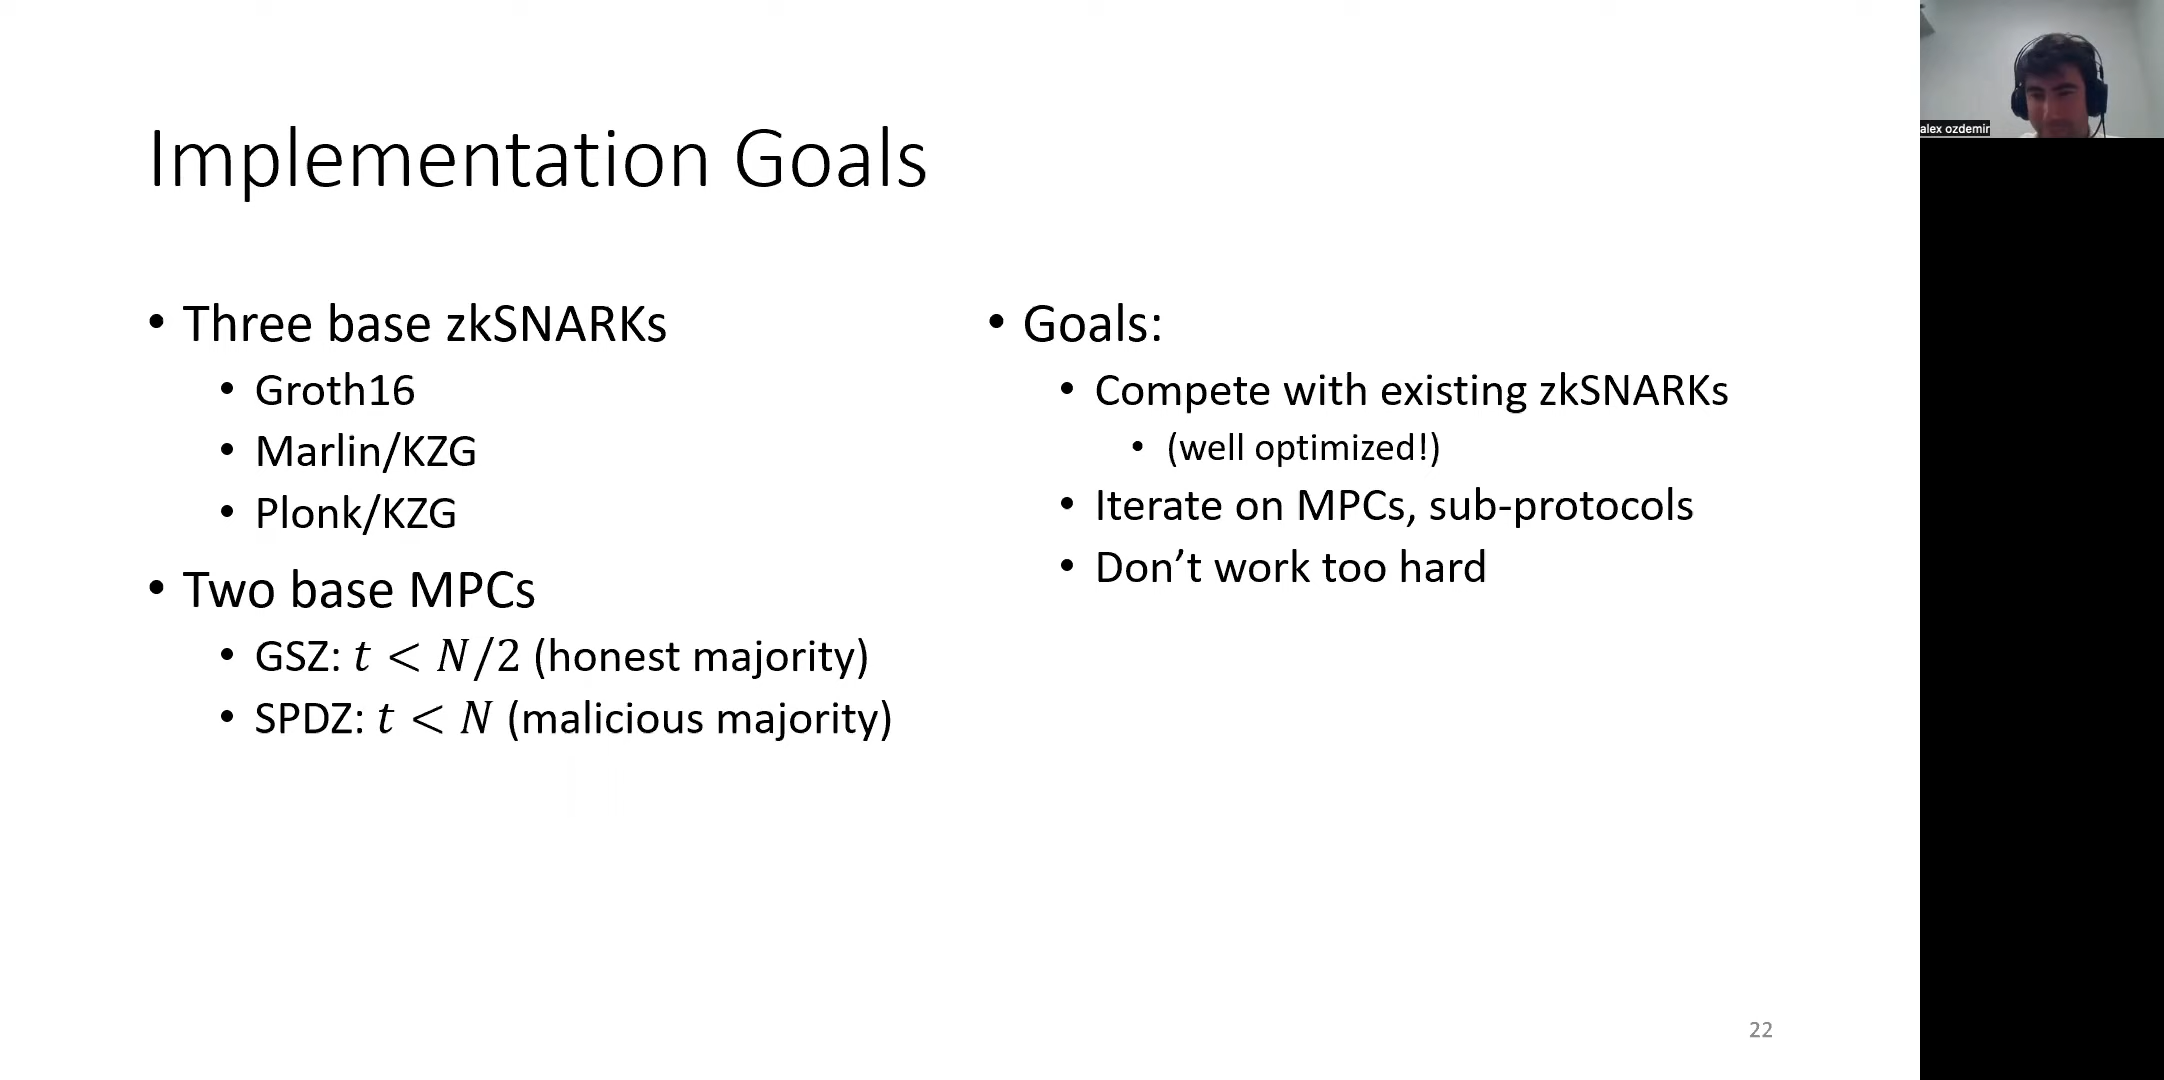 Implementation Goals
• Three base zkSNARKs
• Groth16
• Marlin/KZG
• Plonk/KZG
• Two base MPCs
• GSZ: t < N/2 (honest majority)
• SPDZ: t < N (malicious majority)
• Goals:
• Compete with existing zkSNARKs
• (well optimized!)
• Iterate on MPCs, sub-protocols
• Don’t work too hard
22
alex ozdemir